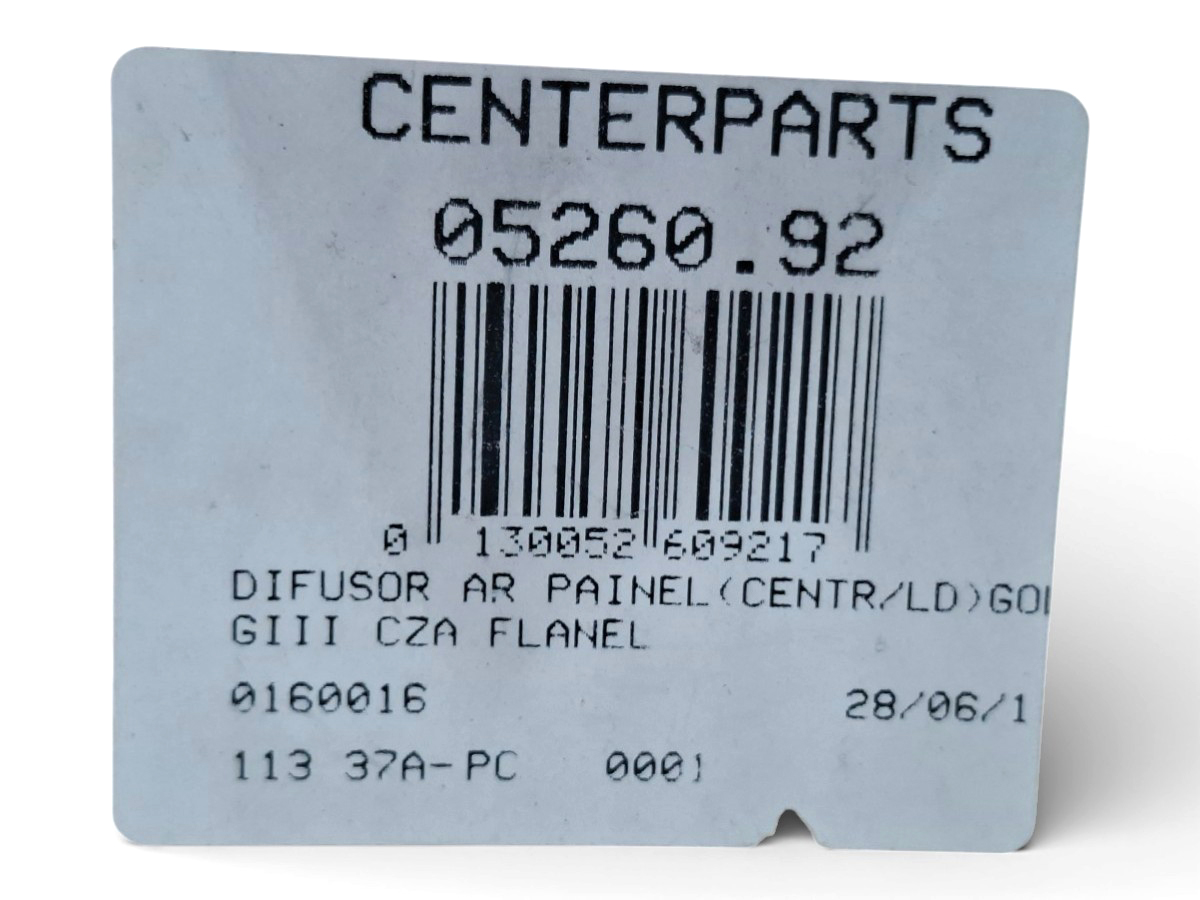 CENTERPARTS
05260.92
0 130052 609217
DIFUSOR AR PAINEL(CENTR/LD)GOL
GIII CZA FLANEL
0160016 28/06/1
113 37A-PC 0001